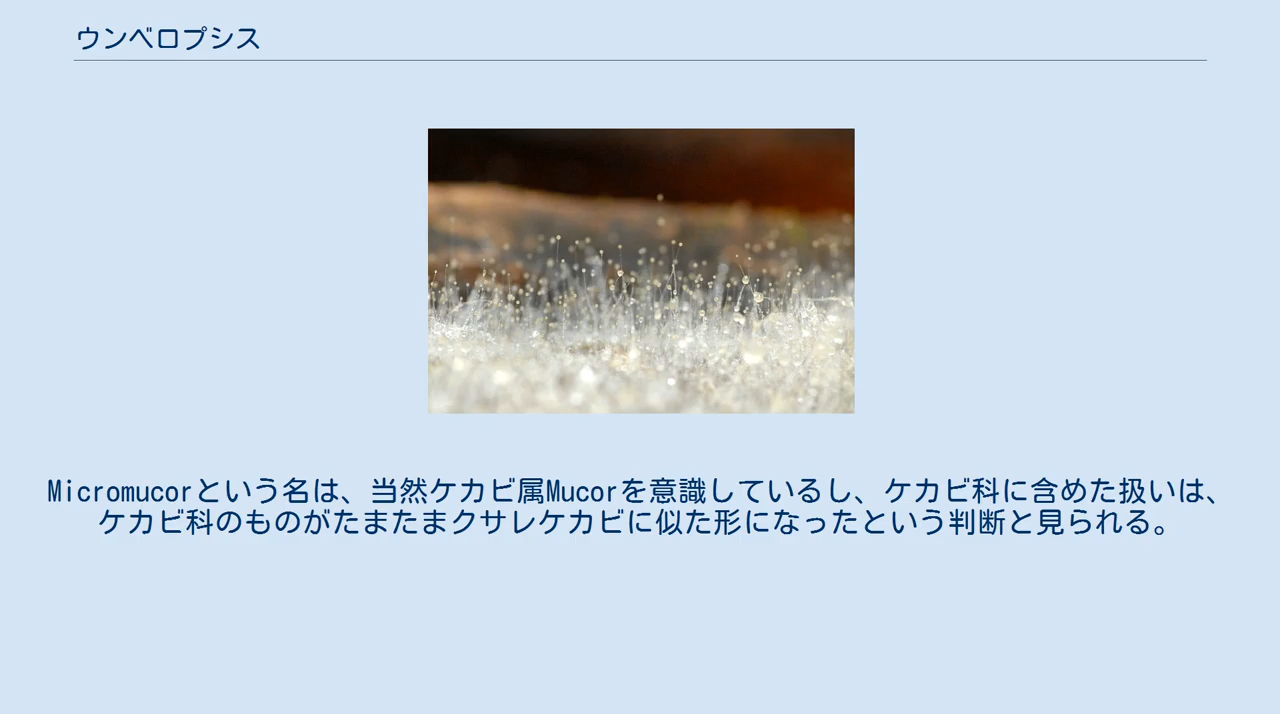 ウンベロプシス
Micromucorという名は、当然ケカビ属Mucorを意識しているし、ケカビ科に含めた扱いは、
ケカビ科のものがたまたまクサレケカビに似た形になったという判断と見られる。